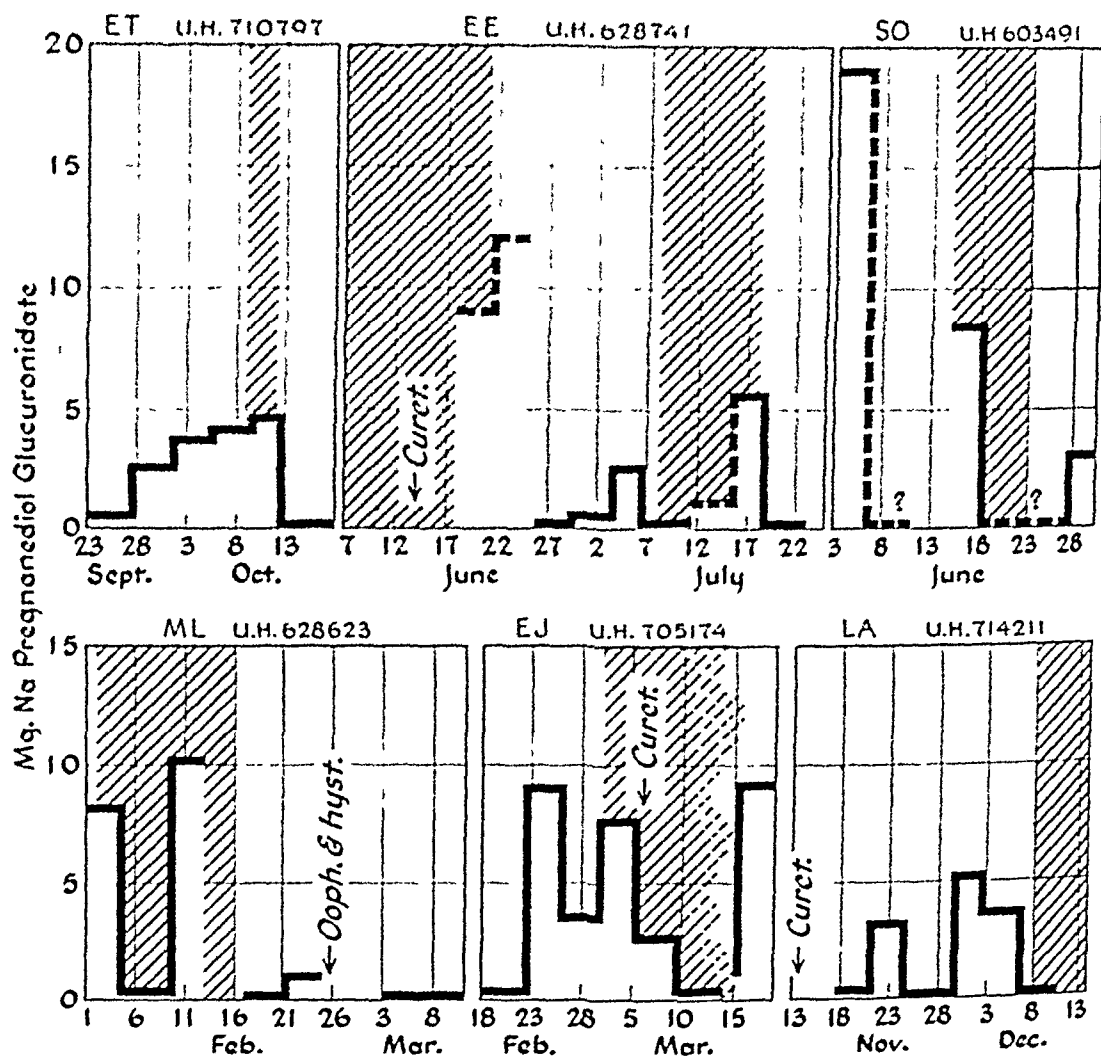 ET U.H. 710797 EE U.H. 628741 SO U.H 603491
20
15
10
5
0
Mg. Na Pregnanediol Glucuronidate
← Curct.
? ?
23 28 3 8 13 7 12 17 22 27 2 7 12 17 22 3 8 13 18 23 28
Sept. Oct. June July June
ML U.H. 628623 EJ U.H. 705174 LA U.H. 714211
15
10
5
0
← Ooph. & hyst.
← Curct.
← Curct.
1 6 11 16 21 26 3 8 18 23 28 5 10 15 13 18 23 28 3 8 13
Feb. Mar. Feb. Mar. Nov. Dec.